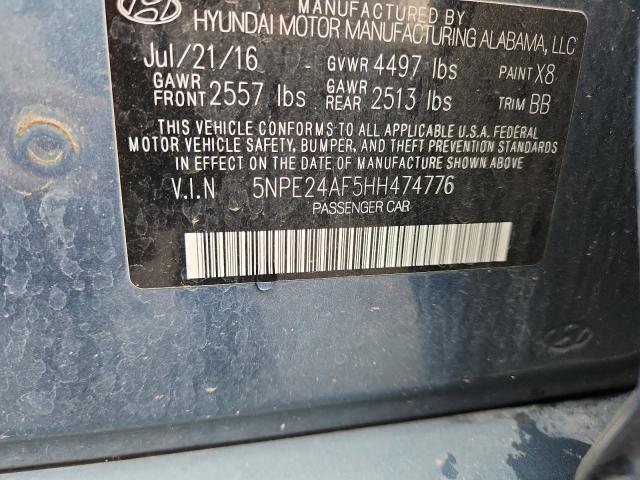 MANUFACTURED BY
HYUNDAI MOTOR MANUFACTURING ALABAMA, LLC
Jul/21/16 GVWR 4497 lbs PAINT X8
GAWR FRONT 2557 lbs GAWR REAR 2513 lbs TRIM BB
THIS VEHICLE CONFORMS TO ALL APPLICABLE U.S.A. FEDERAL
MOTOR VEHICLE SAFETY, BUMPER, AND THEFT PREVENTION STANDARDS
IN EFFECT ON THE DATE OF MANUFACTURE SHOWN ABOVE.
V.I.N 5NPE24AF5HH474776
PASSENGER CAR